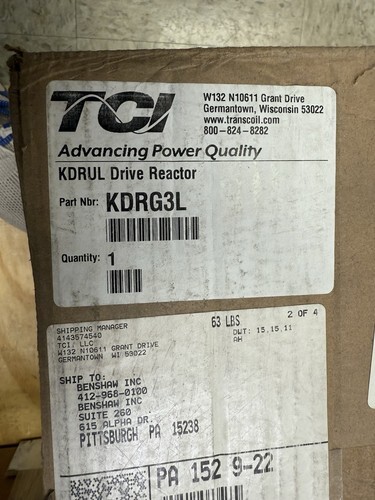 TCI
W132 N10611 Grant Drive
Germantown, Wisconsin 53022
www.transcoil.com
800-824-8282
Advancing Power Quality
KDRUL Drive Reactor
Part Nbr: KDRG3L
Quantity: 1
SHIPPING MANAGER
4143574540
TCI, LLC
W132 N10611 GRANT DRIVE
GERMANTOWN WI 53022
63 LBS
2 OF 4
DWT: 15,15,11
AH
SHIP TO:
BENSHAW INC
412-968-0100
BENSHAW INC
SUITE 260
615 ALPHA DR.
PITTSBURGH PA 15238
PA 152 9-22